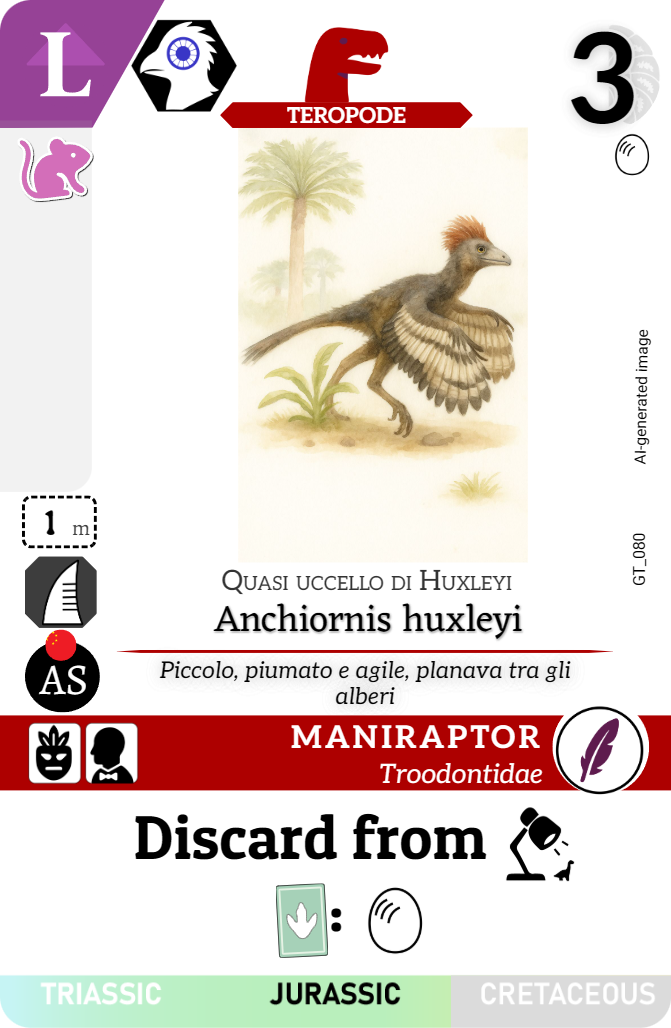 L
3
TEROPODE
AI-generated image
GT_080
1 m
AS
Quasi uccello di Huxleyi
Anchiornis huxleyi
Piccolo, piumato e agile, planava tra gli
alberi
MANIRAPTOR
Troodontidae
Discard from
:
TRIASSIC JURASSIC CRETACEOUS